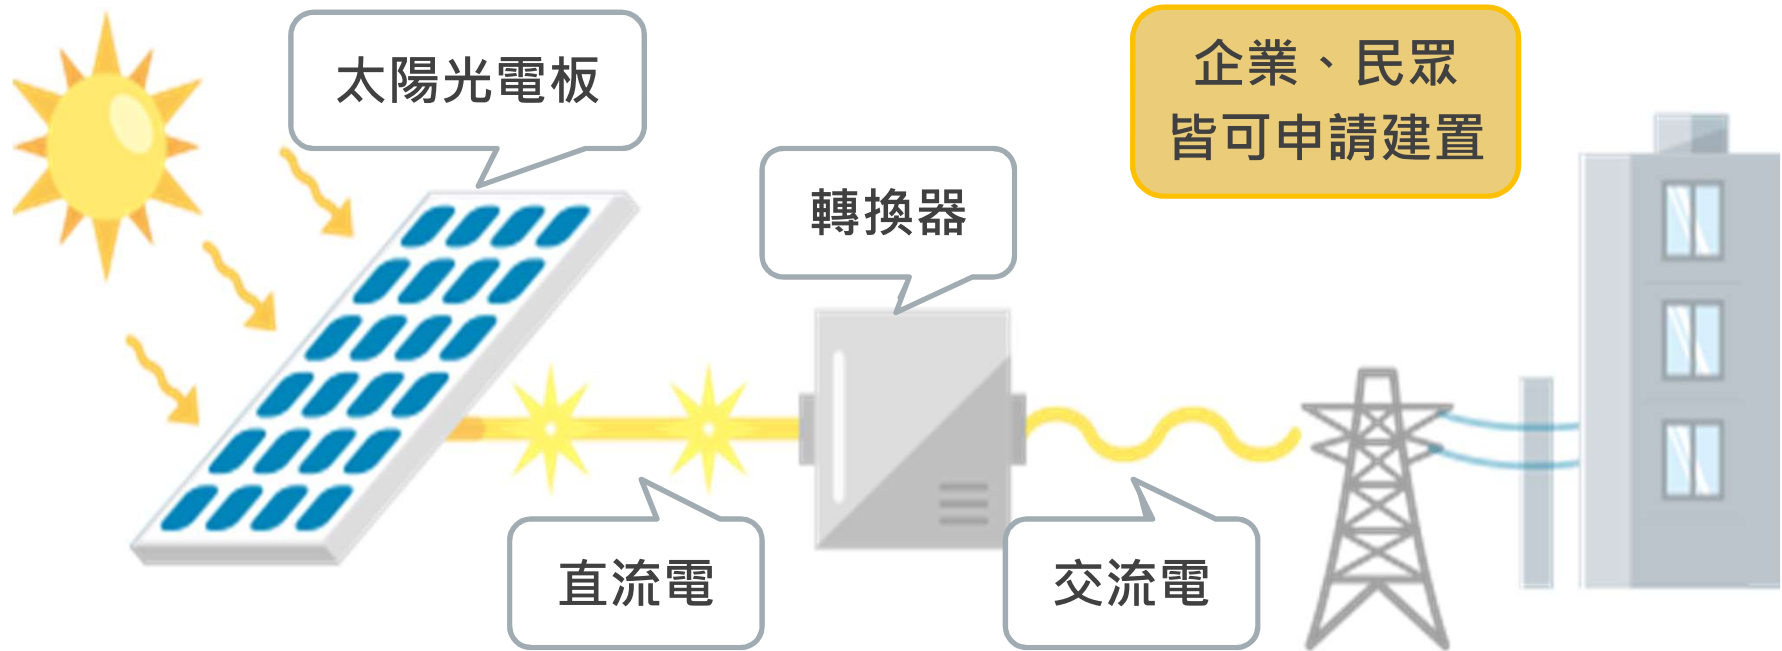 太陽光電板
企業、民眾
皆可申請建置
轉換器
直流電
交流電